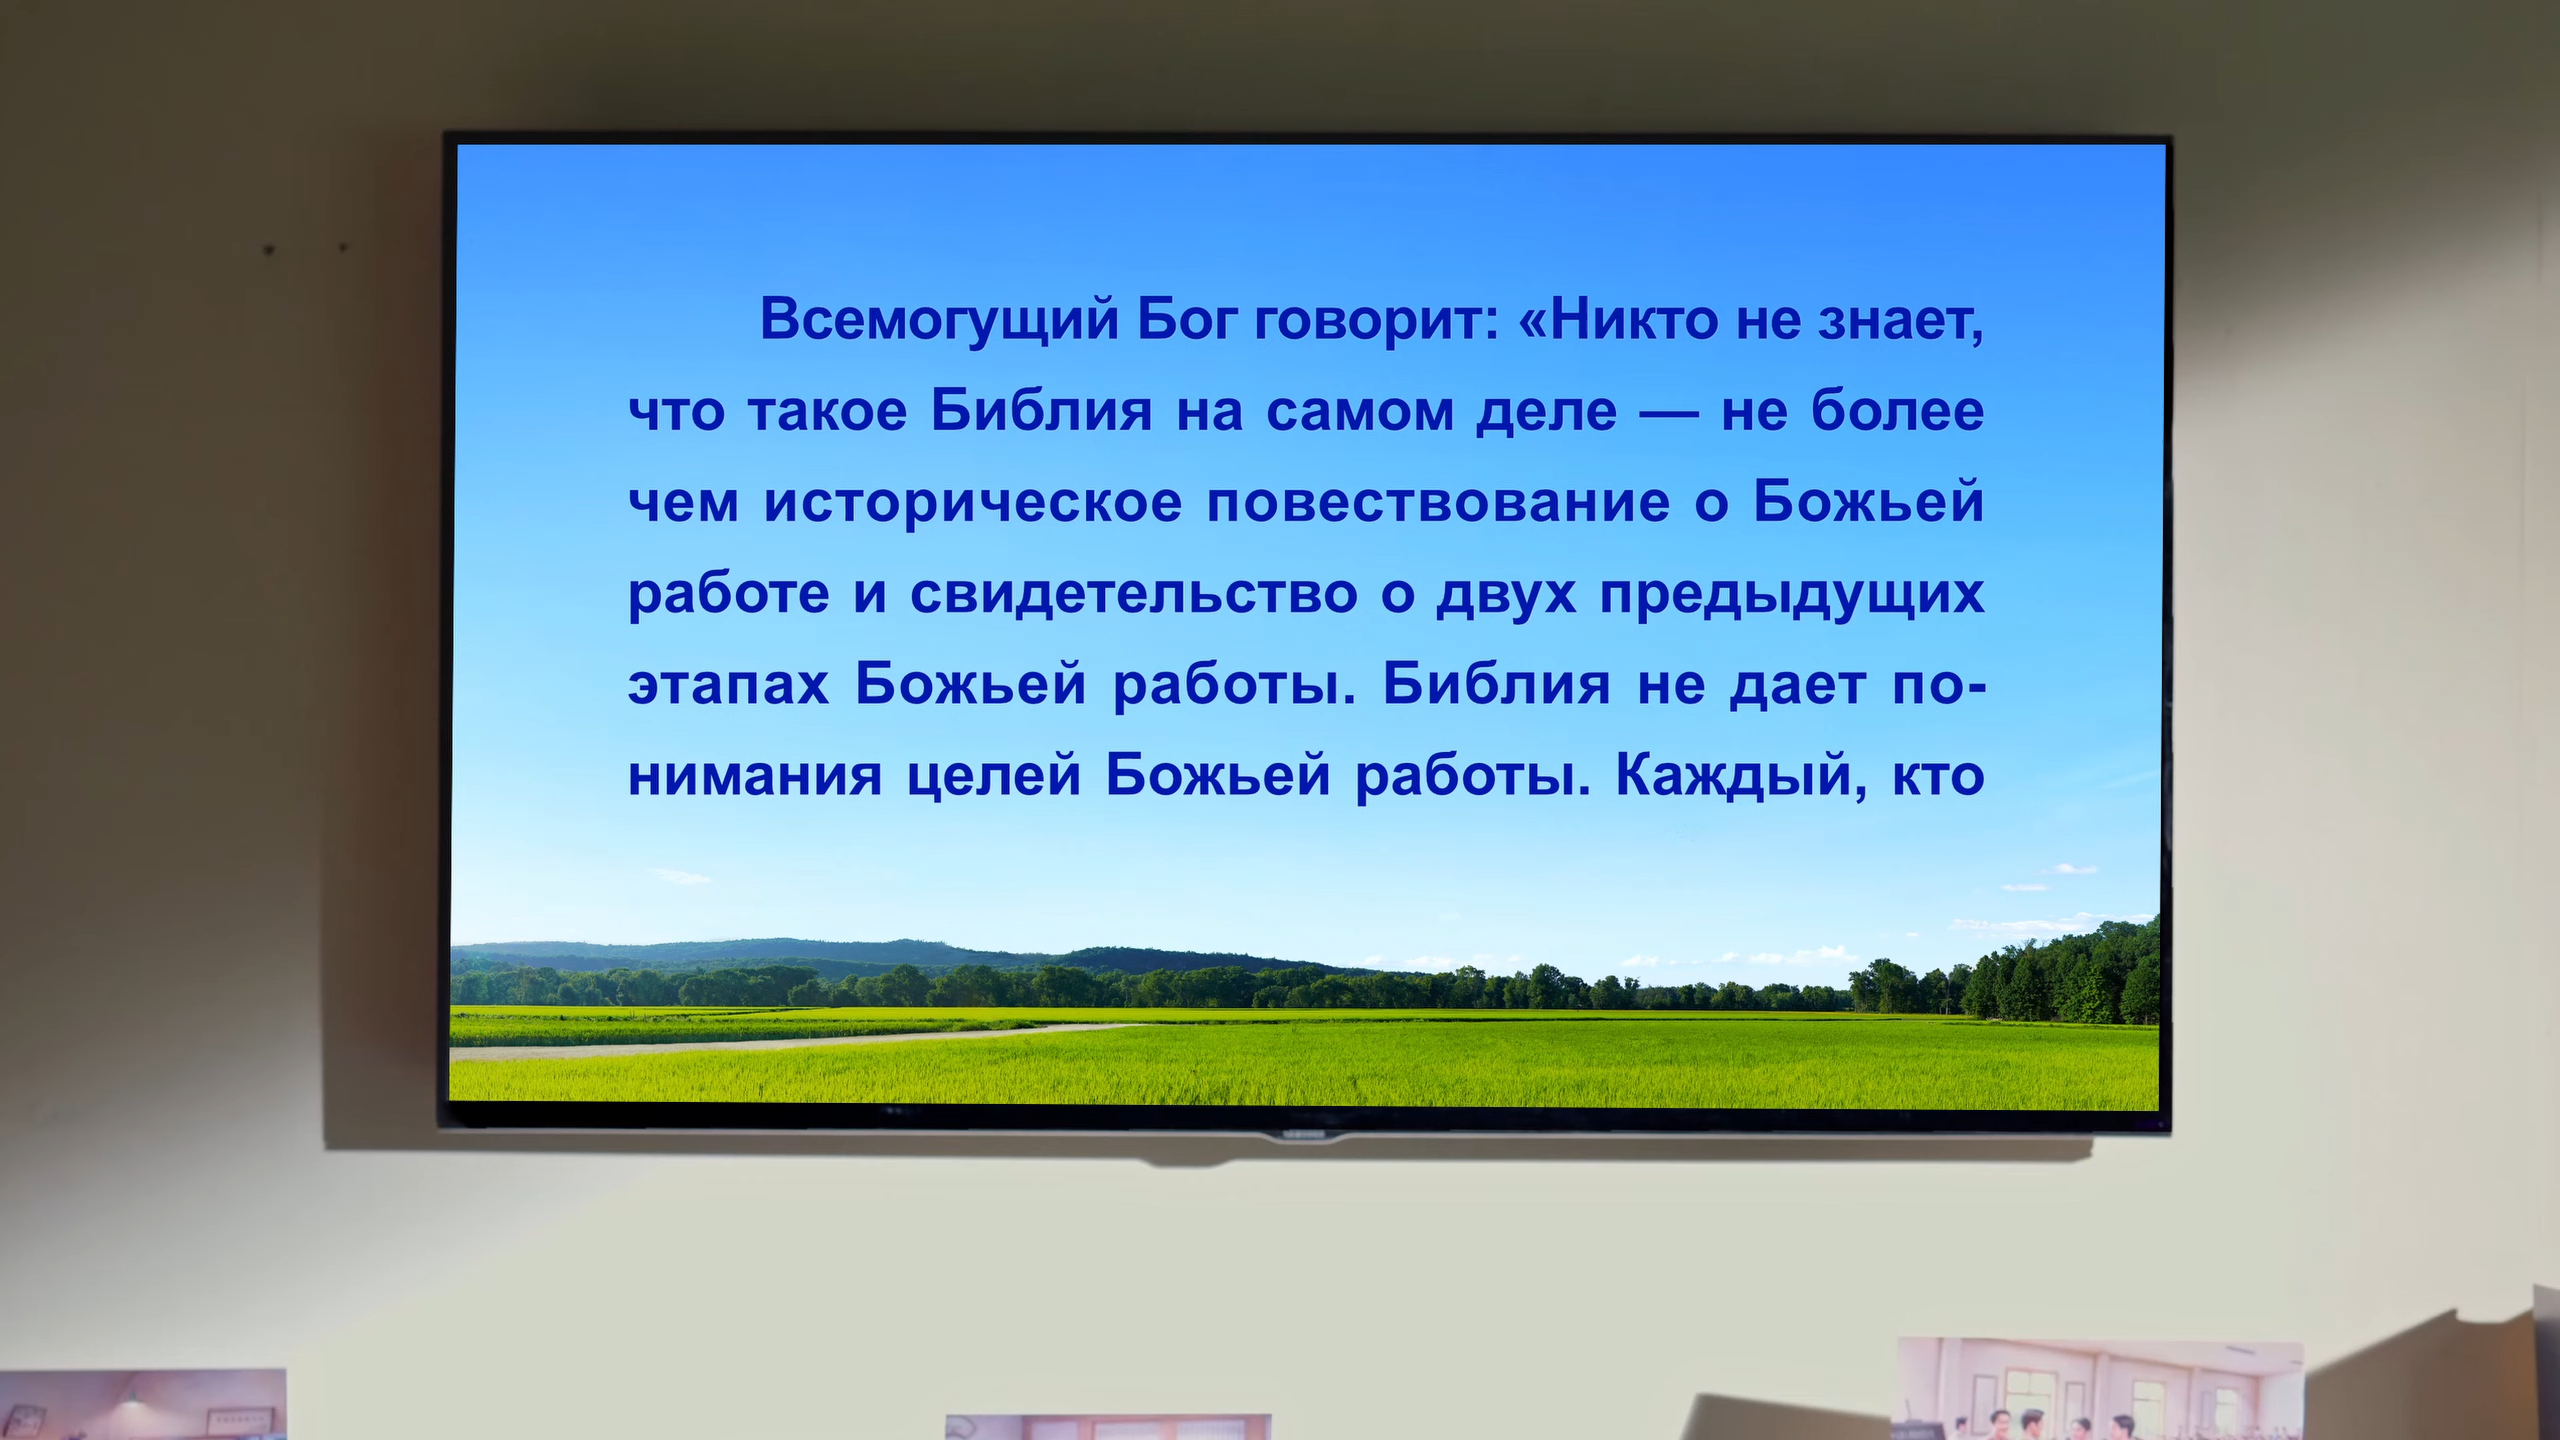 Всемогущий Бог говорит: «Никто не знает,
что такое Библия на самом деле — не более
чем историческое повествование о Божьей
работе и свидетельство о двух предыдущих
этапах Божьей работы. Библия не дает по-
нимания целей Божьей работы. Каждый, кто